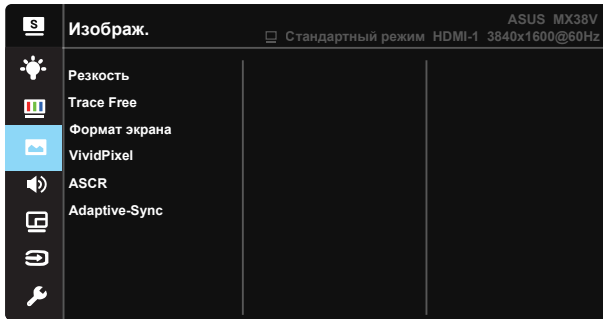 S
Изображ.
ASUS MX38V
Стандартный режим HDMI-1 3840x1600@60Hz
Резкость
Trace Free
Формат экрана
VividPixel
ASCR
Adaptive-Sync